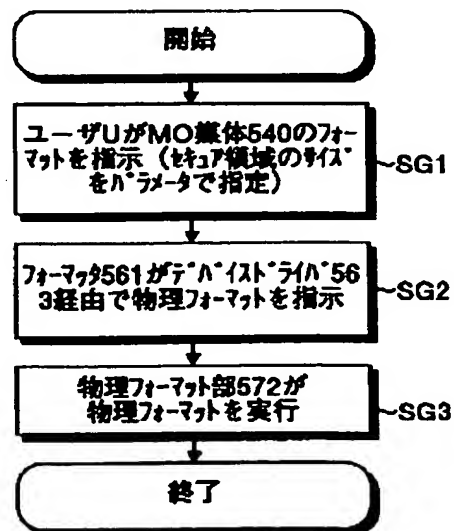 開始
ユーザUがMO媒体540のフォー
マットを指示（ｾｷｭｱ領域のｻｲｽﾞ
をﾊﾟﾗﾒｰﾀで指定）
SG1
フォーマッタ561がﾃﾞﾊﾞｲｽﾄﾞﾗｲﾊﾞ56
3経由で物理フォーマットを指示
SG2
物理フォーマット部572が
物理フォーマットを実行
SG3
終了